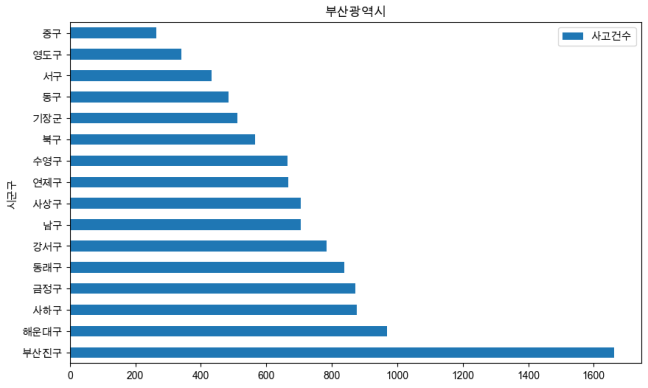 부산광역시
사고건수
시군구
중구
영도구
서구
동구
기장군
북구
수영구
연제구
사상구
남구
강서구
동래구
금정구
사하구
해운대구
부산진구
0 200 400 600 800 1000 1200 1400 1600